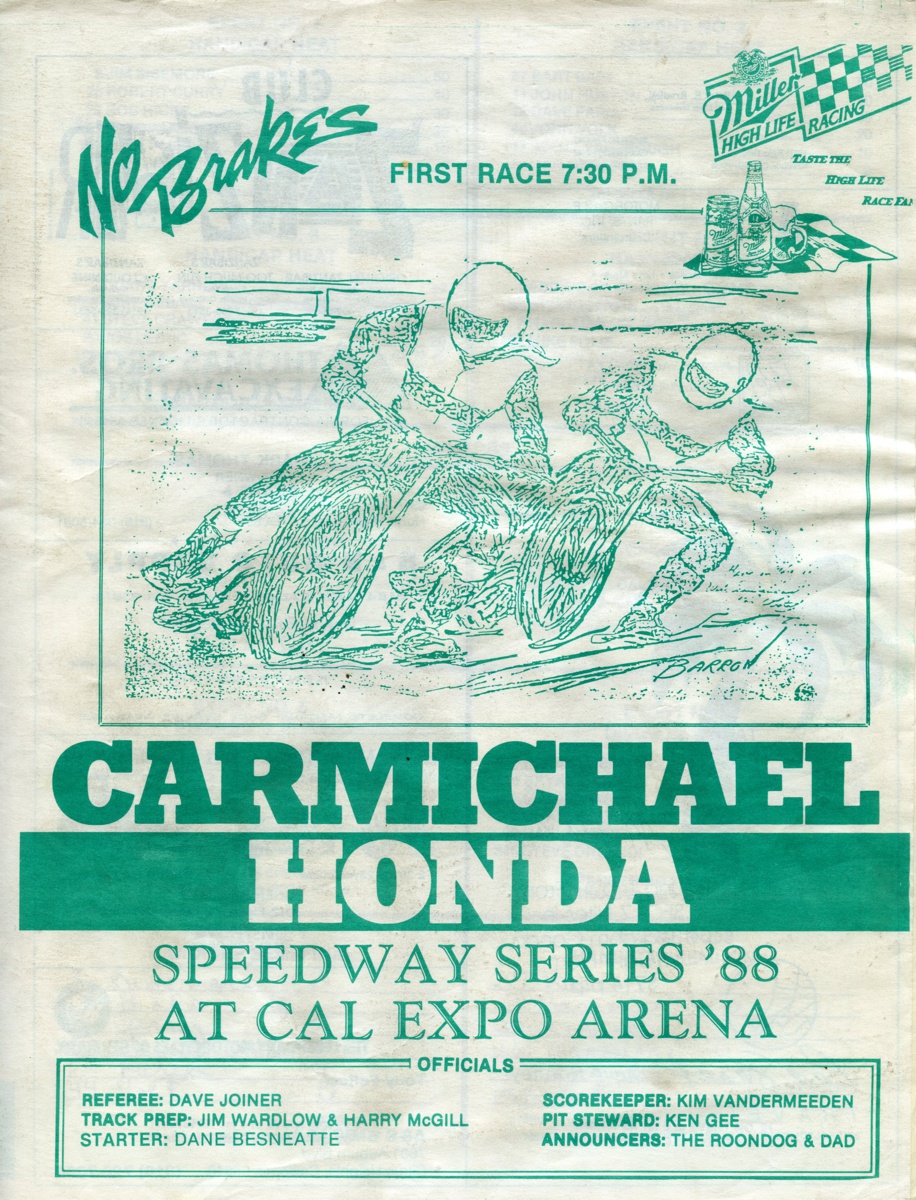 No Brakes
FIRST RACE 7:30 P.M.
Miller
HIGH LIFE RACING
TASTE THE
HIGH LIFE
RACE FAN
BARRON
CARMICHAEL
HONDA
SPEEDWAY SERIES '88
AT CAL EXPO ARENA
OFFICIALS
REFEREE: DAVE JOINER
TRACK PREP: JIM WARDLOW & HARRY McGILL
STARTER: DANE BESNEATTE
SCOREKEEPER: KIM VANDERMEEDEN
PIT STEWARD: KEN GEE
ANNOUNCERS: THE ROONDOG & DAD